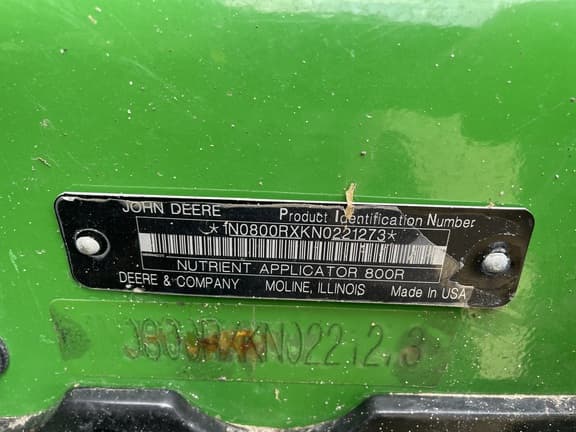 JOHN DEERE Product Identification Number
*1N0800RXKN0221273*
NUTRIENT APPLICATOR 800R
DEERE & COMPANY MOLINE, ILLINOIS Made in USA